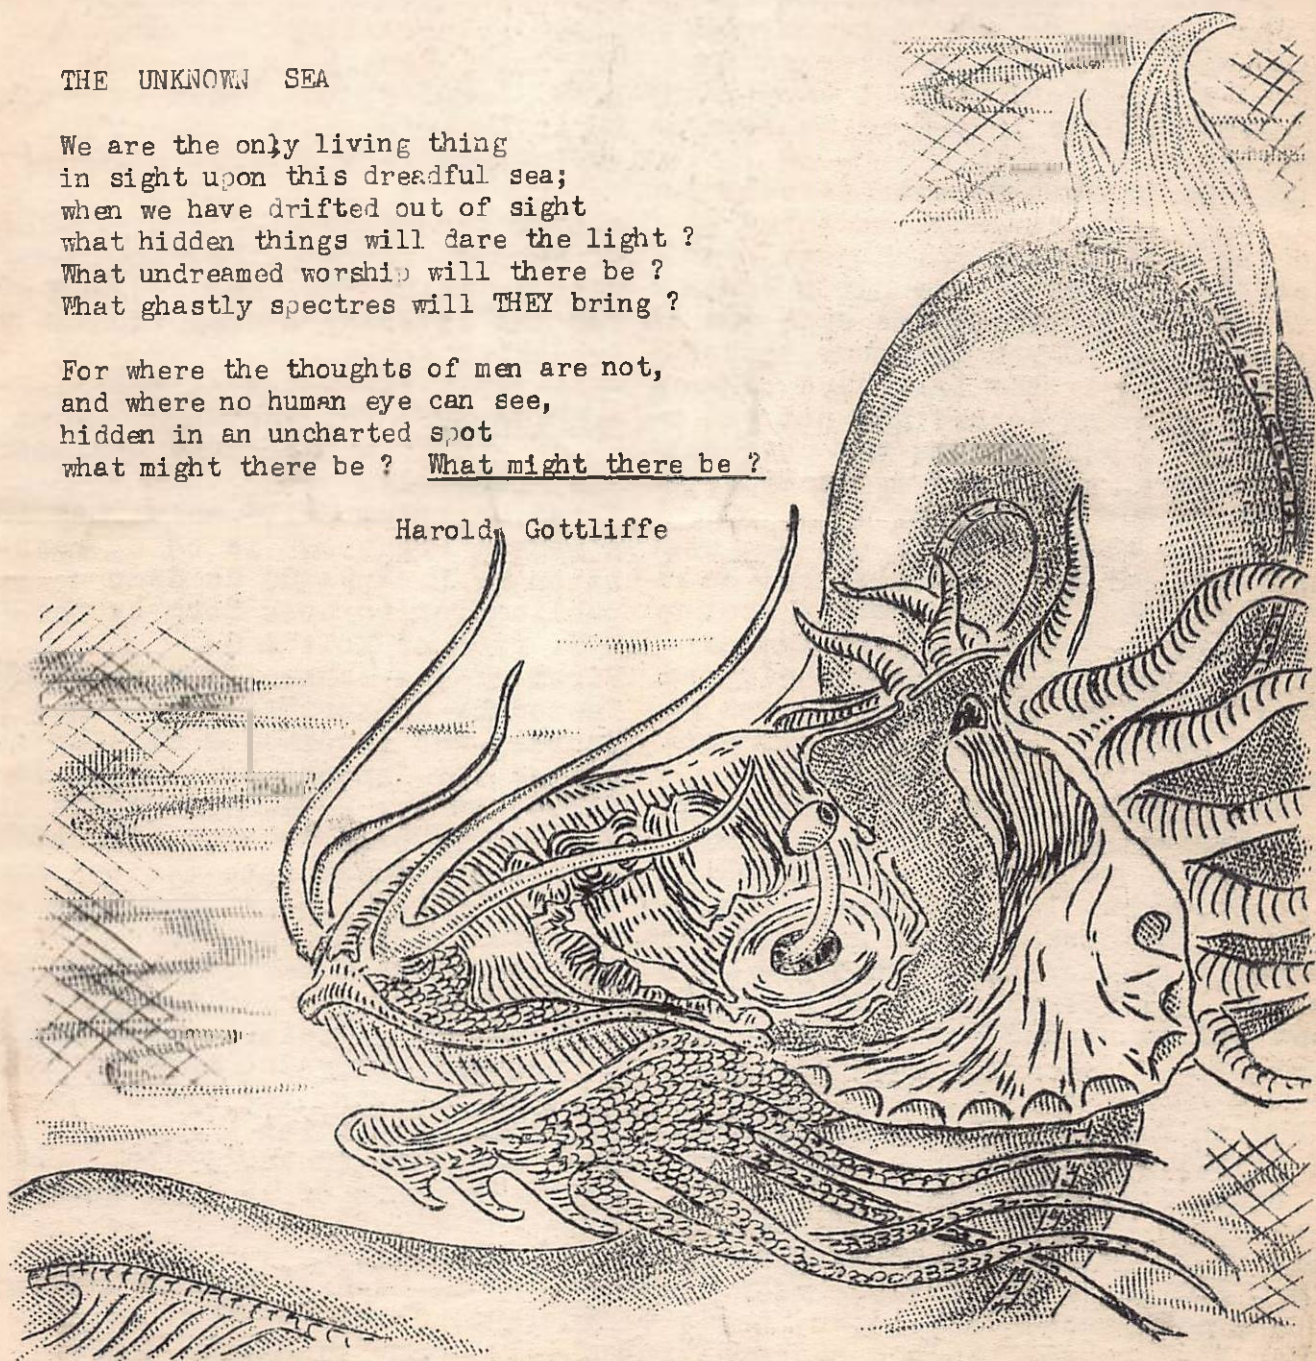 THE UNKNOWN SEA
We are the only living thing
in sight upon this dreadful sea;
when we have drifted out of sight
what hidden things will dare the light ?
What undreamed worship will there be ?
What ghastly spectres will THEY bring ?
For where the thoughts of men are not,
and where no human eye can see,
hidden in an uncharted spot
what might there be ? What might there be ?
Harold Gottliffe